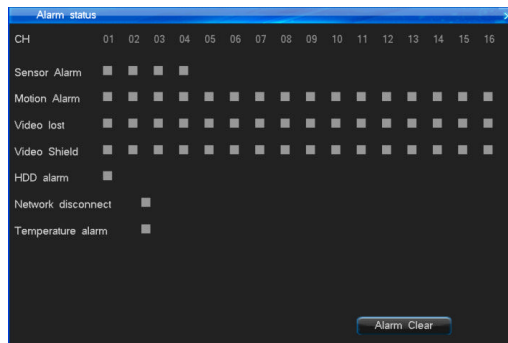 Alarm status
CH 01 02 03 04 05 06 07 08 09 10 11 12 13 14 15 16
Sensor Alarm
Motion Alarm
Video lost
Video Shield
HDD alarm
Network disconnect
Temperature alarm
Alarm Clear